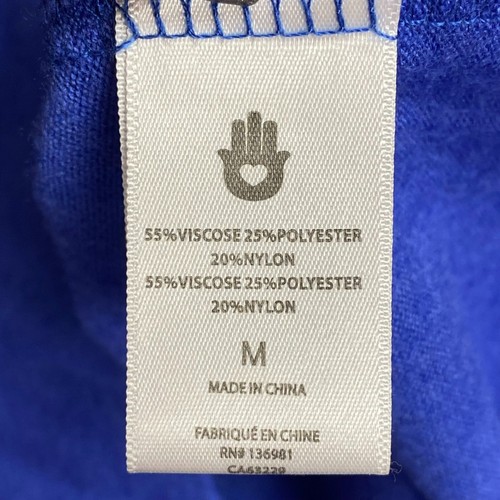 55%VISCOSE 25%POLYESTER
20%NYLON
55%VISCOSE 25%POLYESTER
20%NYLON
M
MADE IN CHINA
FABRIQUÉ EN CHINE
RN# 136981
CA63229